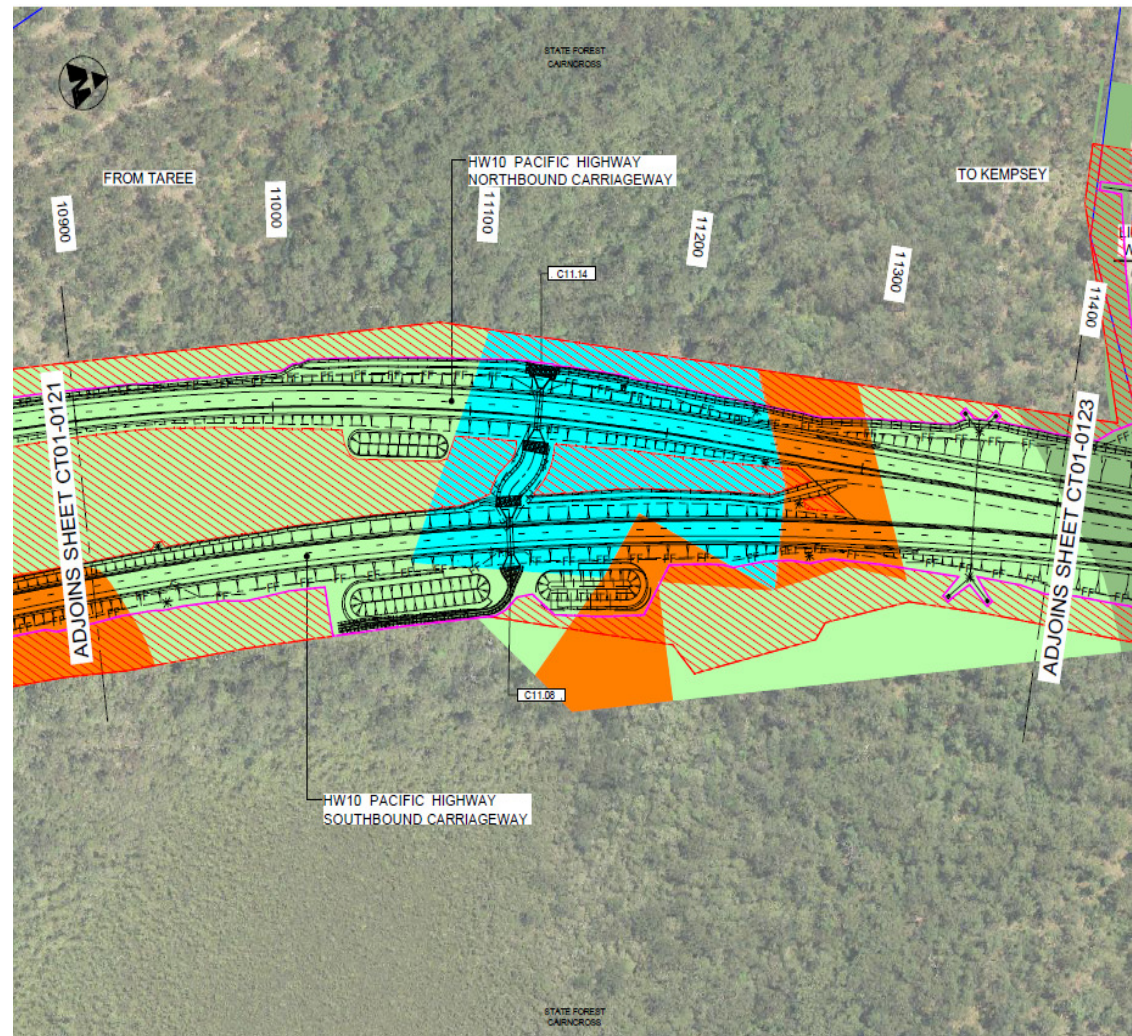 STATE FOREST
CAIRNCROSS
HW10 PACIFIC HIGHWAY
NORTHBOUND CARRIAGEWAY
FROM TAREE
TO KEMPSEY
10900
11000
11100
11200
11300
11400
C11.14
ADJOINS SHEET CT01-0121
ADJOINS SHEET CT01-0123
C11.08
HW10 PACIFIC HIGHWAY
SOUTHBOUND CARRIAGEWAY
STATE FOREST
CAIRNCROSS